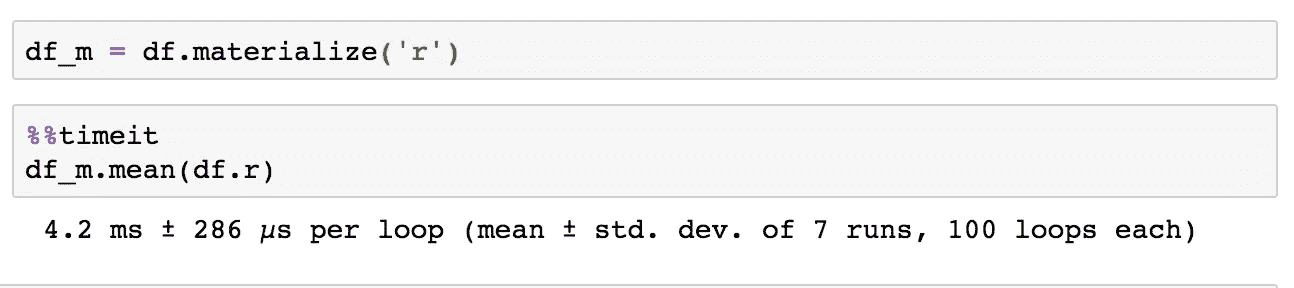 df_m = df.materialize('r')
%%timeit
df_m.mean(df.r)
4.2 ms ± 286 µs per loop (mean ± std. dev. of 7 runs, 100 loops each)